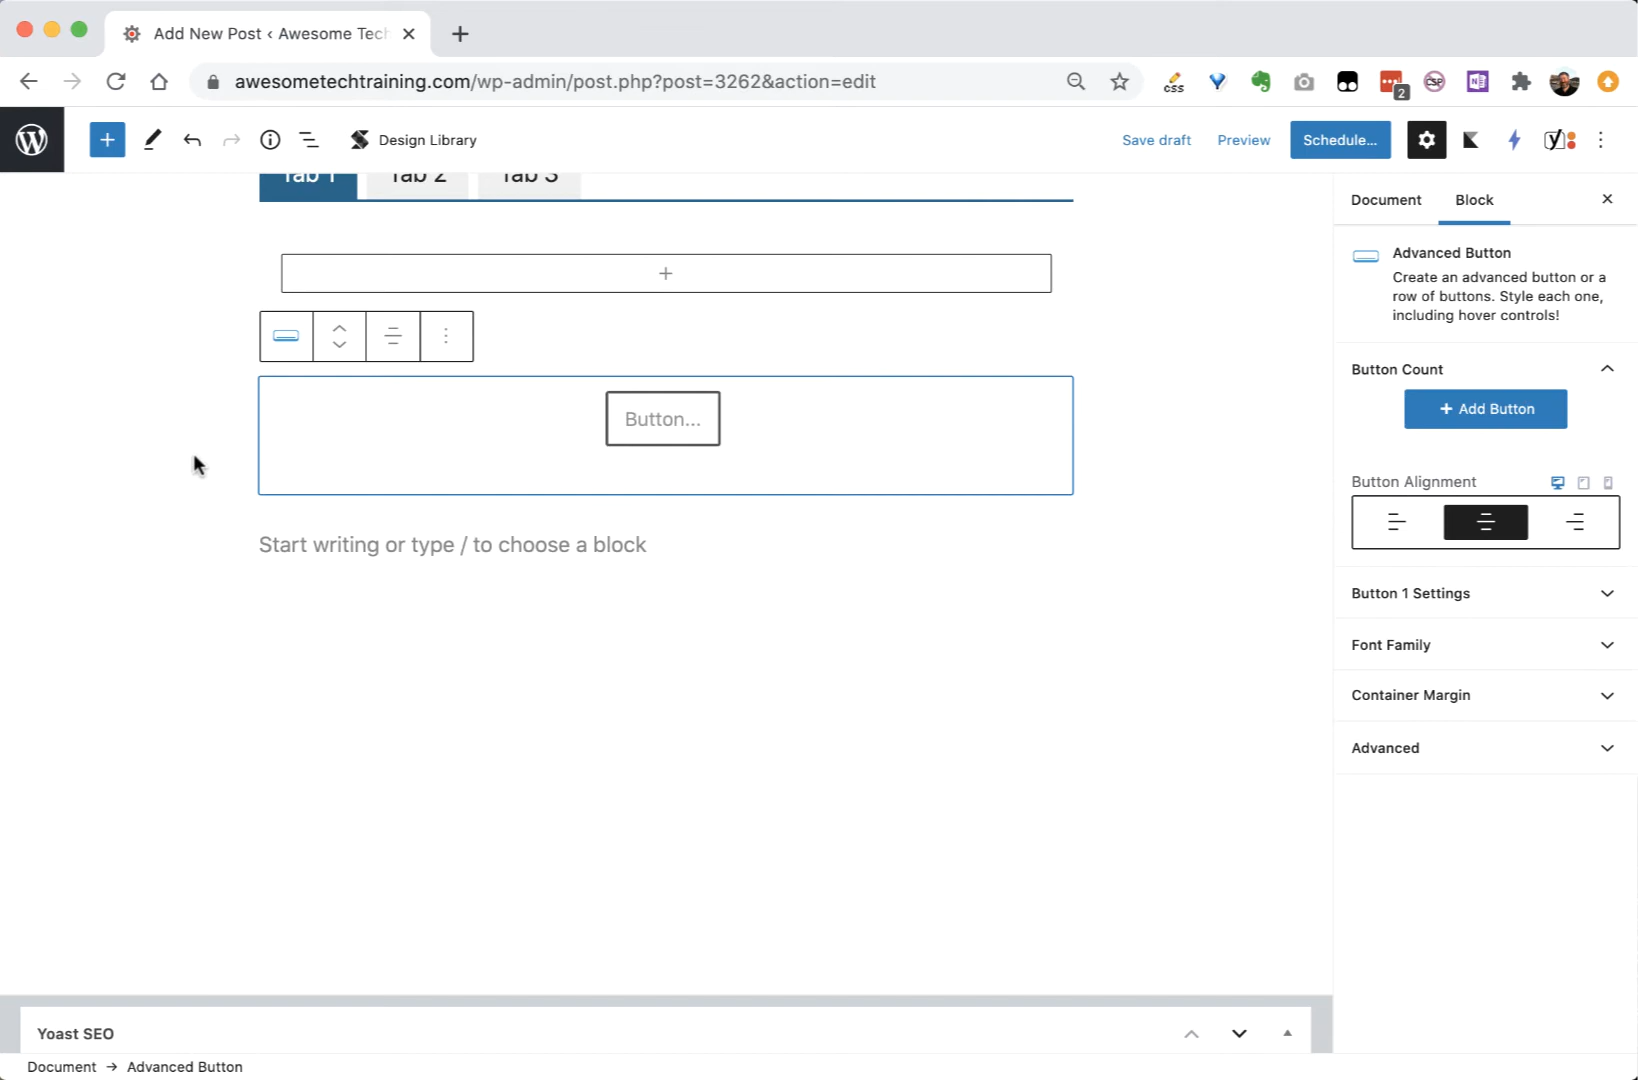 Add New Post ‹ Awesome Tech
awesometechtraining.com/wp-admin/post.php?post=3262&action=edit
css
2
CSP
N
Design Library
Save draft
Preview
Schedule...
Tab 1
Tab 2
Tab 3
Document
Block
Advanced Button
Create an advanced button or a
row of buttons. Style each one,
including hover controls!
Button Count
+ Add Button
Button...
Button Alignment
Start writing or type / to choose a block
Button 1 Settings
Font Family
Container Margin
Advanced
Yoast SEO
Document → Advanced Button